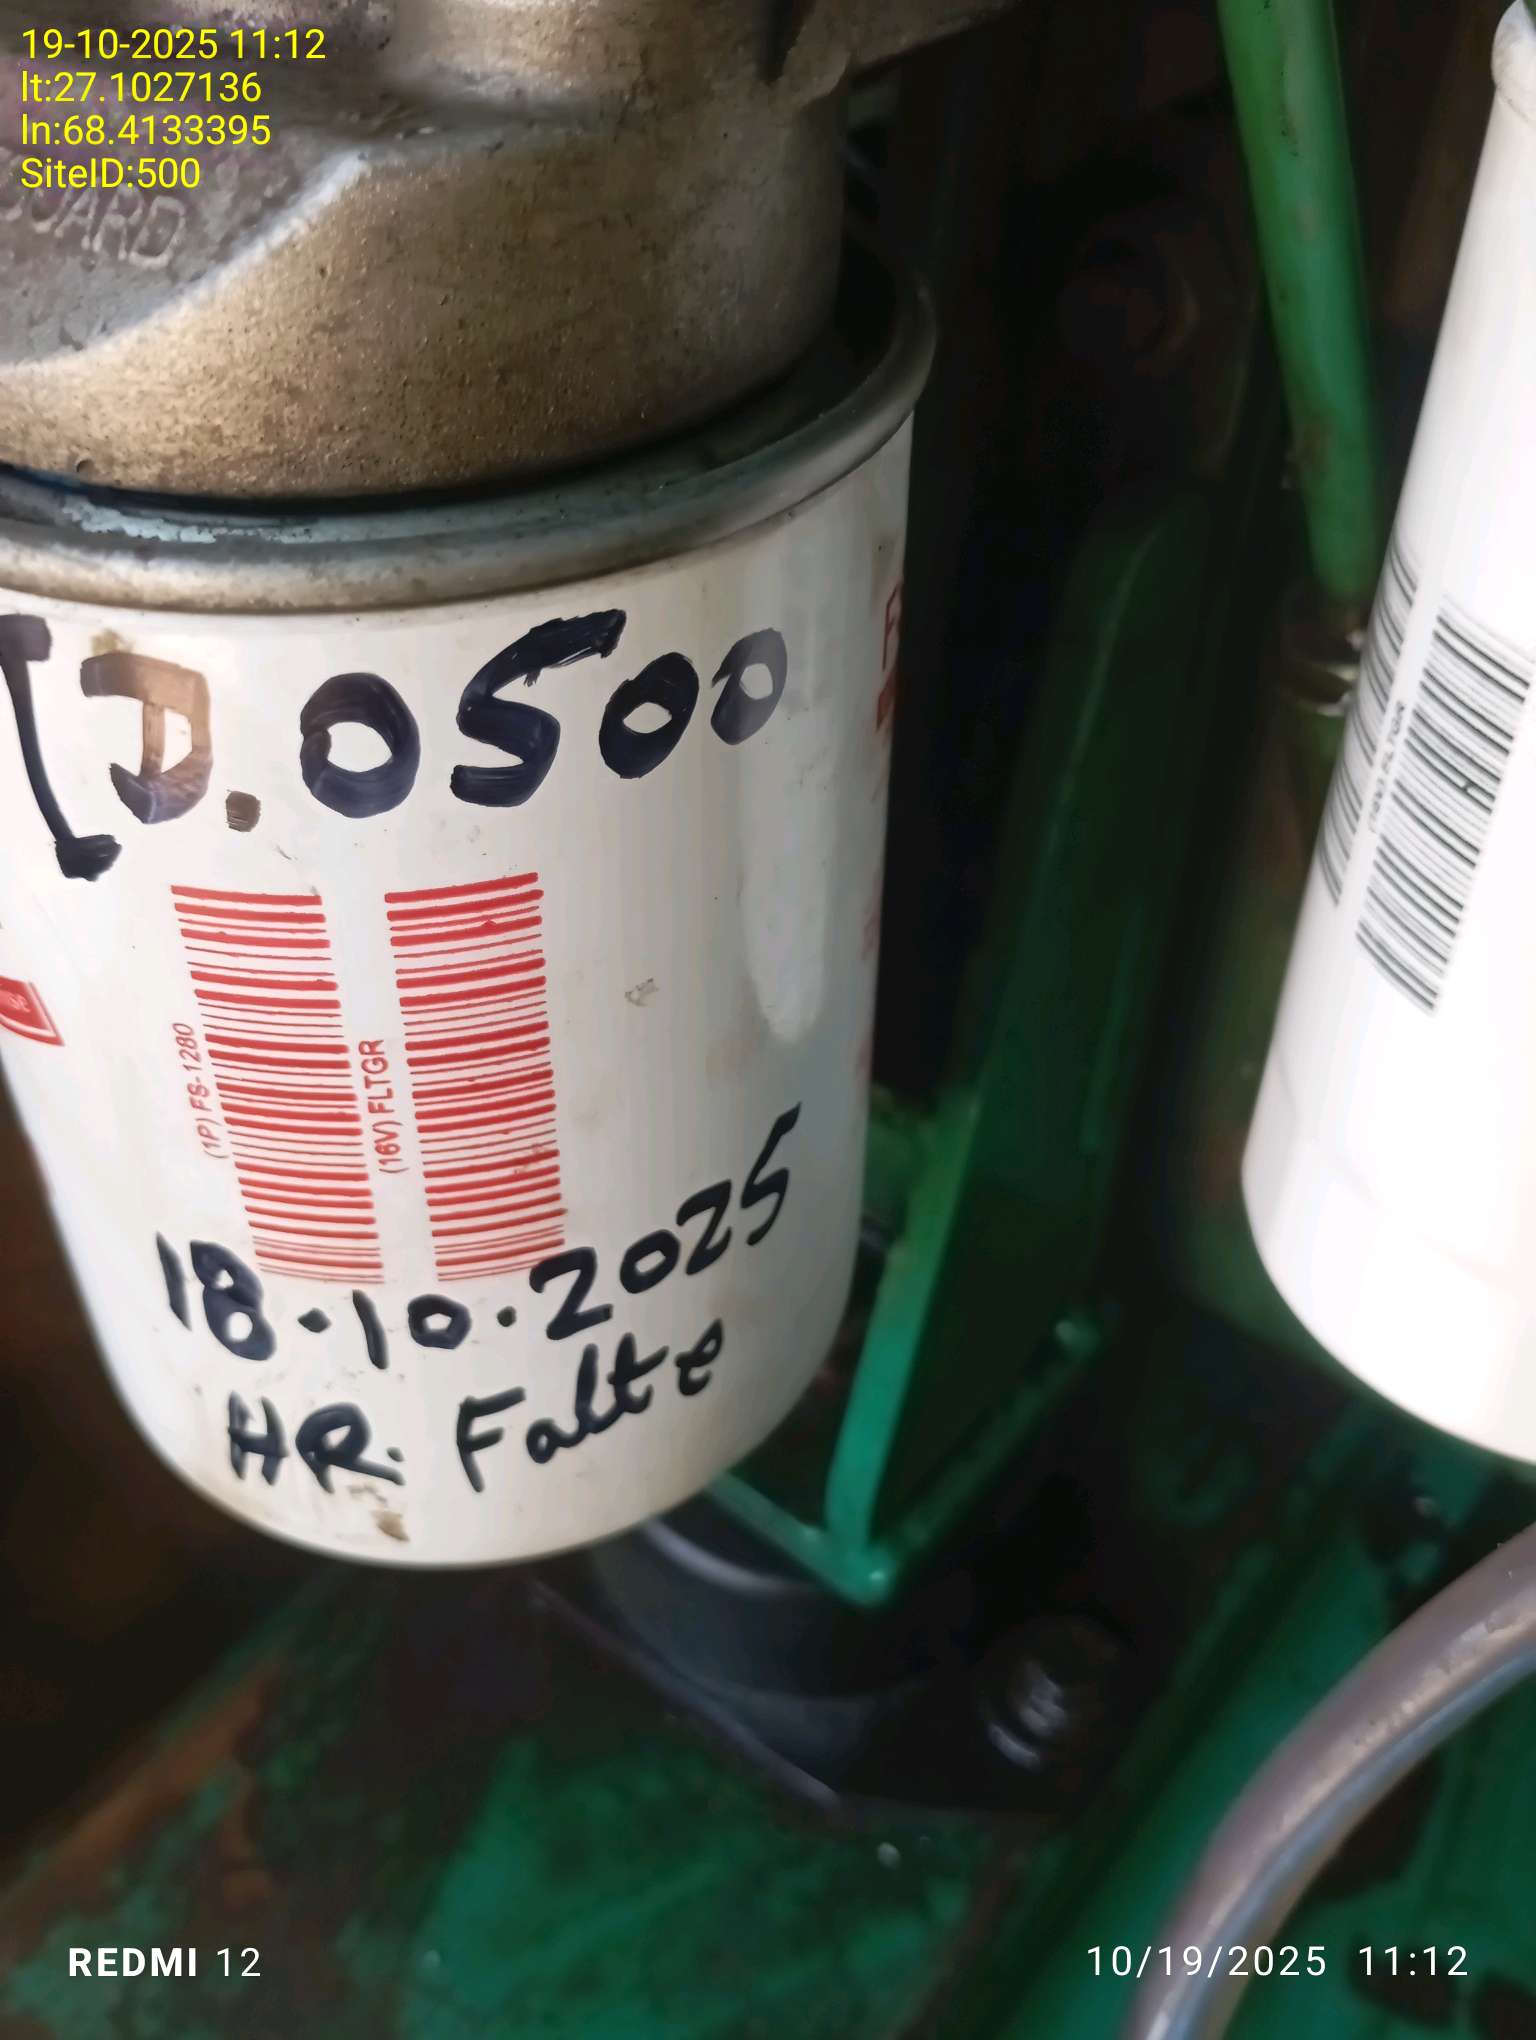 19-10-2025 11:12
lt:27.1027136
ln:68.4133395
SiteID:500
ID.0500
(1P) FS-1280
(16V) FLTGR
18-10-2025
HR. Falte
REDMI 12
10/19/2025 11:12